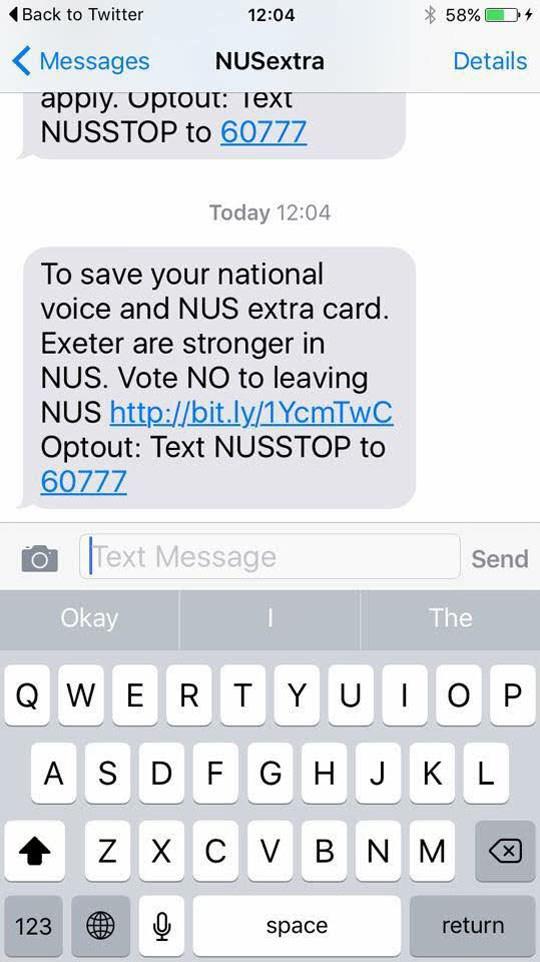 Back to Twitter 12:04 58%
Messages NUSextra Details
apply. Optout: Text
NUSSTOP to 60777
Today 12:04
To save your national
voice and NUS extra card.
Exeter are stronger in
NUS. Vote NO to leaving
NUS http://bit.ly/1YcmTwC
Optout: Text NUSSTOP to
60777
Text Message Send
Okay I The
Q W E R T Y U I O P
A S D F G H J K L
Z X C V B N M
123 space return